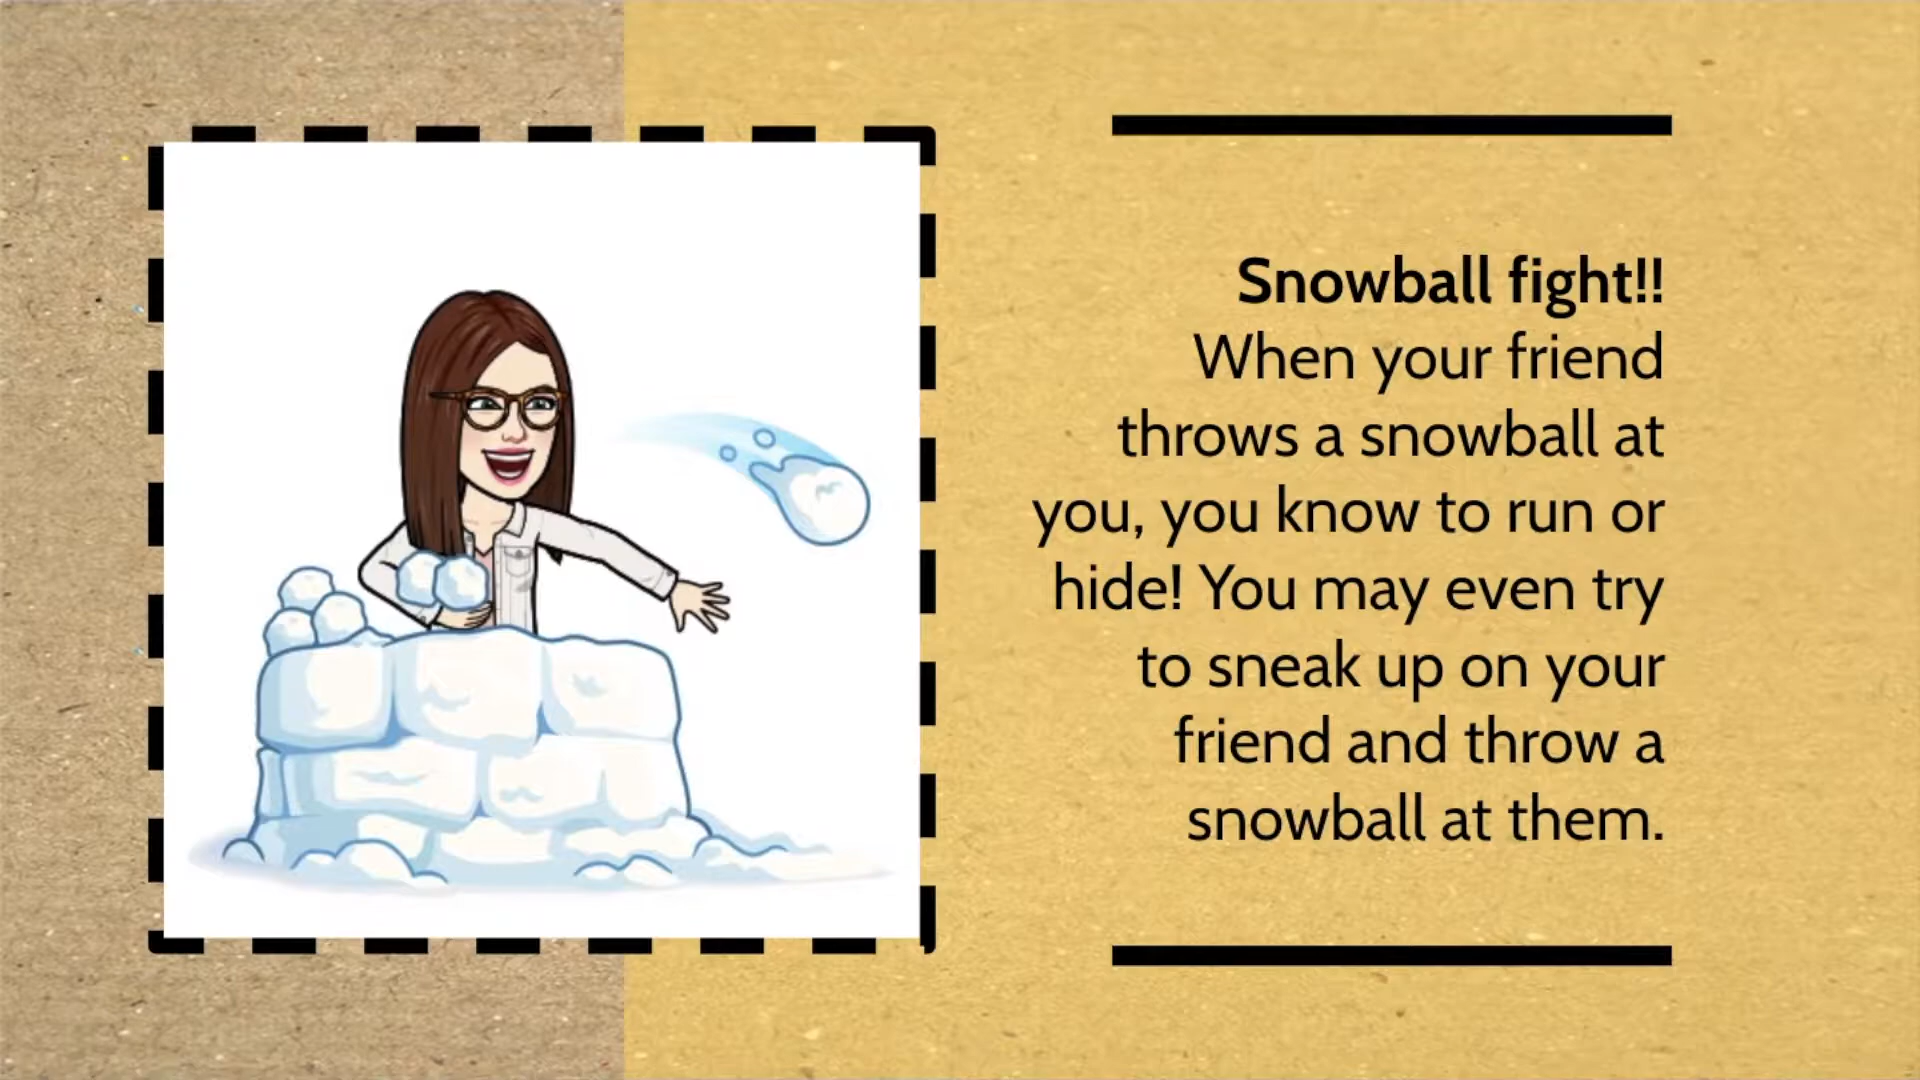 Snowball fight!!
When your friend
throws a snowball at
you, you know to run or
hide! You may even try
to sneak up on your
friend and throw a
snowball at them.